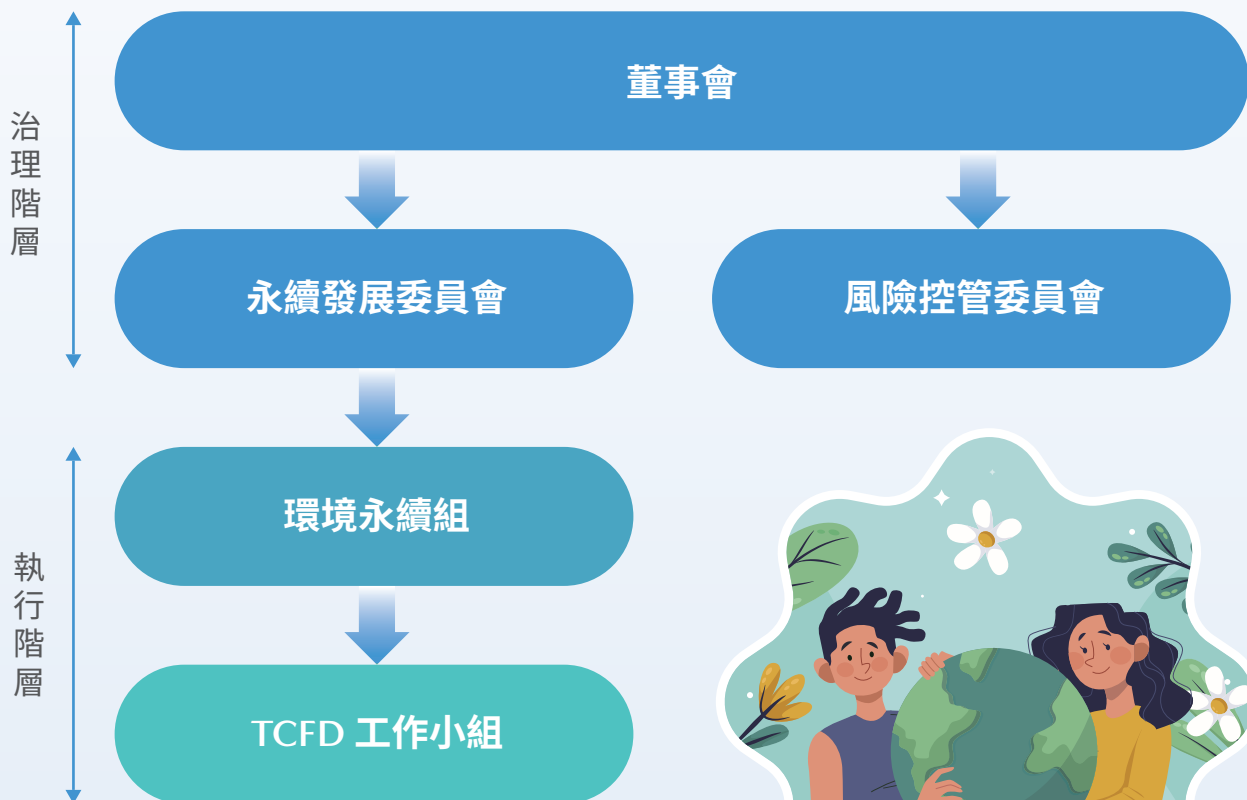 董事會
治理階層
永續發展委員會
風險控管委員會
環境永續組
執行階層
TCFD 工作小組